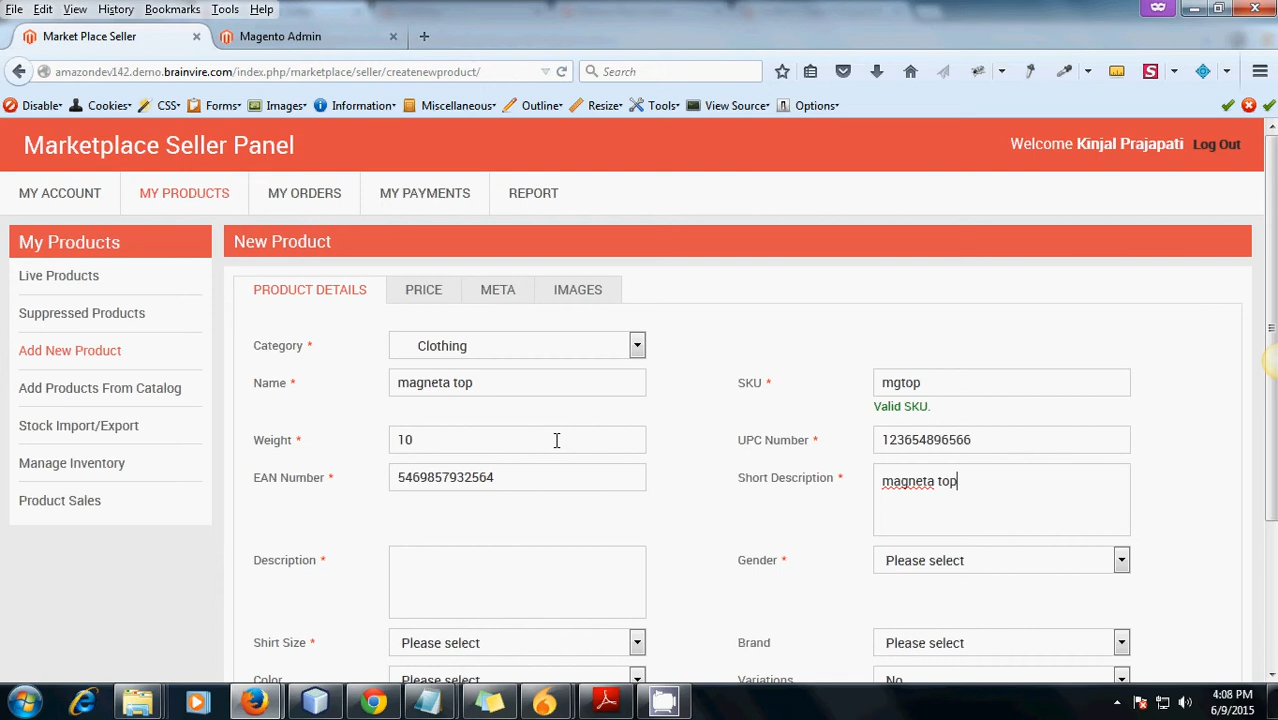 File Edit View History Bookmarks Tools Help
Market Place Seller × Magento Admin × +
amazondev142.demo.brainvire.com/index.php/marketplace/seller/createnewproduct/ Search
Disable Cookies CSS Forms Images Information Miscellaneous Outline Resize Tools View Source Options
Marketplace Seller Panel Welcome Kinjal Prajapati Log Out
MY ACCOUNT MY PRODUCTS MY ORDERS MY PAYMENTS REPORT
My Products
Live Products
Suppressed Products
Add New Product
Add Products From Catalog
Stock Import/Export
Manage Inventory
Product Sales
New Product
PRODUCT DETAILS PRICE META IMAGES
Category * Clothing
Name * magneta top SKU * mgtop
Valid SKU.
Weight * 10 UPC Number * 123654896566
EAN Number * 5469857932564 Short Description * magneta top
Description * Gender * Please select
Shirt Size * Please select Brand Please select
Color Please select Variations No
4:08 PM
6/9/2015